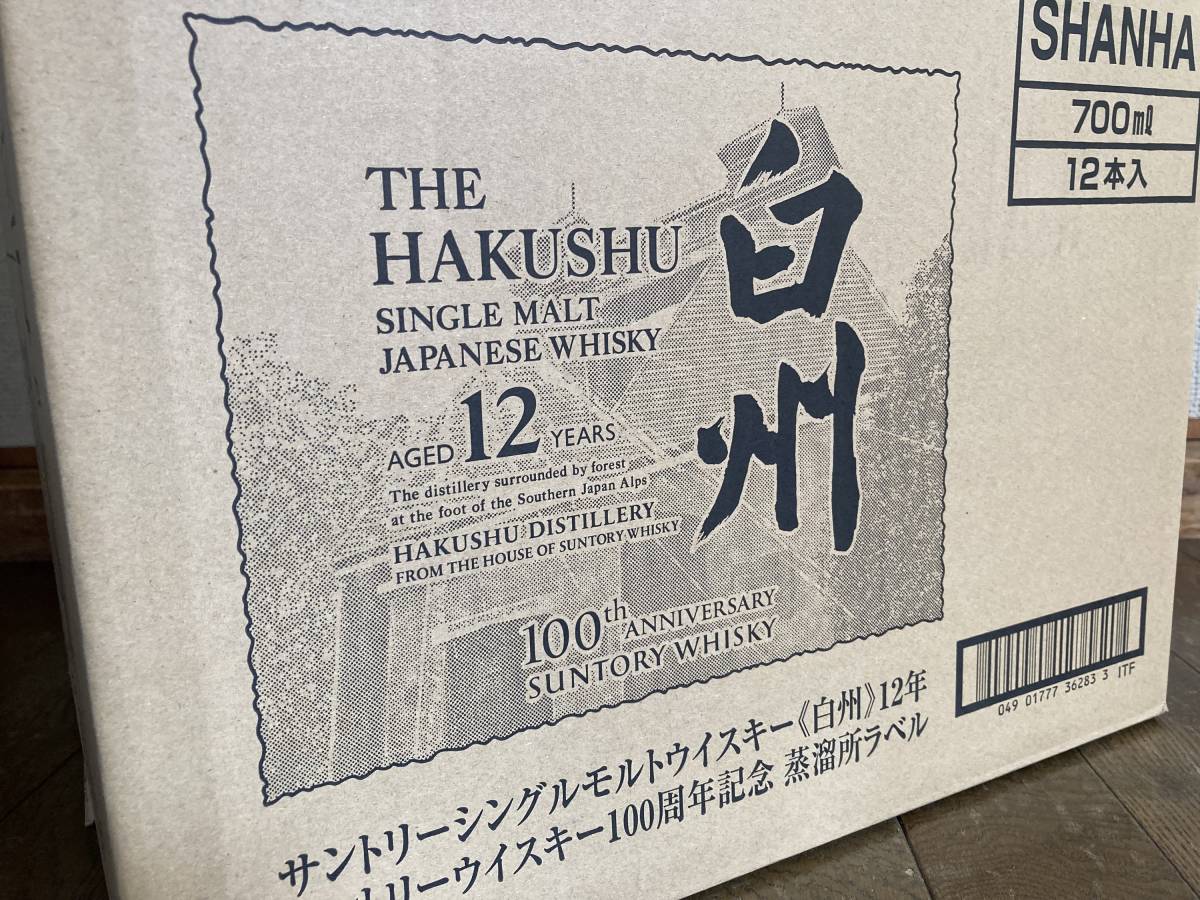 SHANHA
700㎖
12本入
THE
HAKUSHU
SINGLE MALT
JAPANESE WHISKY
AGED 12 YEARS
The distillery surrounded by forest
at the foot of the Southern Japan Alps
HAKUSHU DISTILLERY
FROM THE HOUSE OF SUNTORY WHISKY
白州
100th ANNIVERSARY
SUNTORY WHISKY
049 01777 36283 3 ITF
サントリーシングルモルトウイスキー《白州》12年
トリーウイスキー100周年記念 蒸溜所ラベル